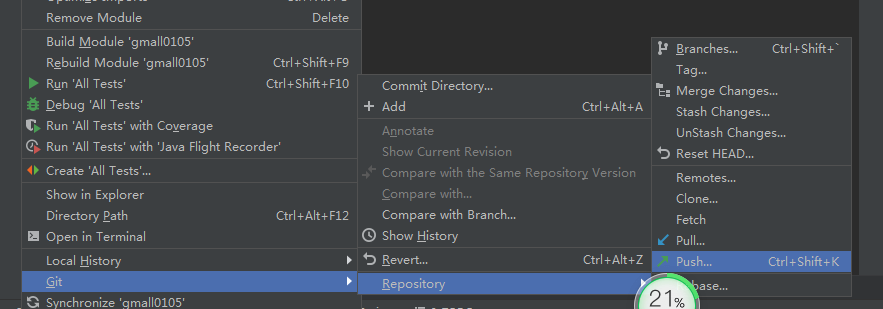 Remove Module Delete
Build Module 'gmall0105'
Rebuild Module 'gmall0105' Ctrl+Shift+F9
Run 'All Tests' Ctrl+Shift+F10
Debug 'All Tests'
Run 'All Tests' with Coverage
Run 'All Tests' with 'Java Flight Recorder'
Create 'All Tests'...
Show in Explorer
Directory Path Ctrl+Alt+F12
Open in Terminal
Local History
Git
Synchronize 'gmall0105'
Commit Directory...
Add Ctrl+Alt+A
Annotate
Show Current Revision
Compare with the Same Repository Version
Compare with...
Compare with Branch...
Show History
Revert... Ctrl+Alt+Z
Repository
Branches... Ctrl+Shift+`
Tag...
Merge Changes...
Stash Changes...
UnStash Changes...
Reset HEAD...
Remotes...
Clone...
Fetch
Pull...
Push... Ctrl+Shift+K
base...
21%